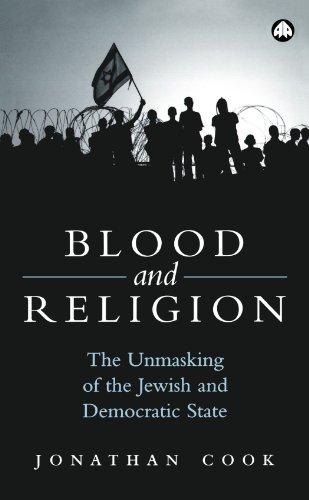 BLOOD
and
RELIGION
The Unmasking
of the Jewish and
Democratic State
JONATHAN COOK